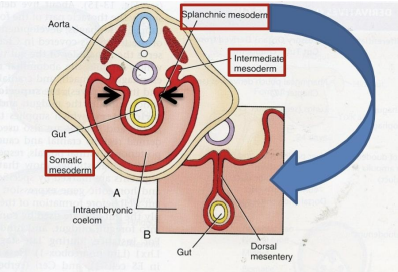 Aorta
Splanchnic mesoderm
Intermediate
mesoderm
Gut
Somatic
mesoderm
A
Intraembryonic
coelom
B
Gut
Dorsal
mesentery